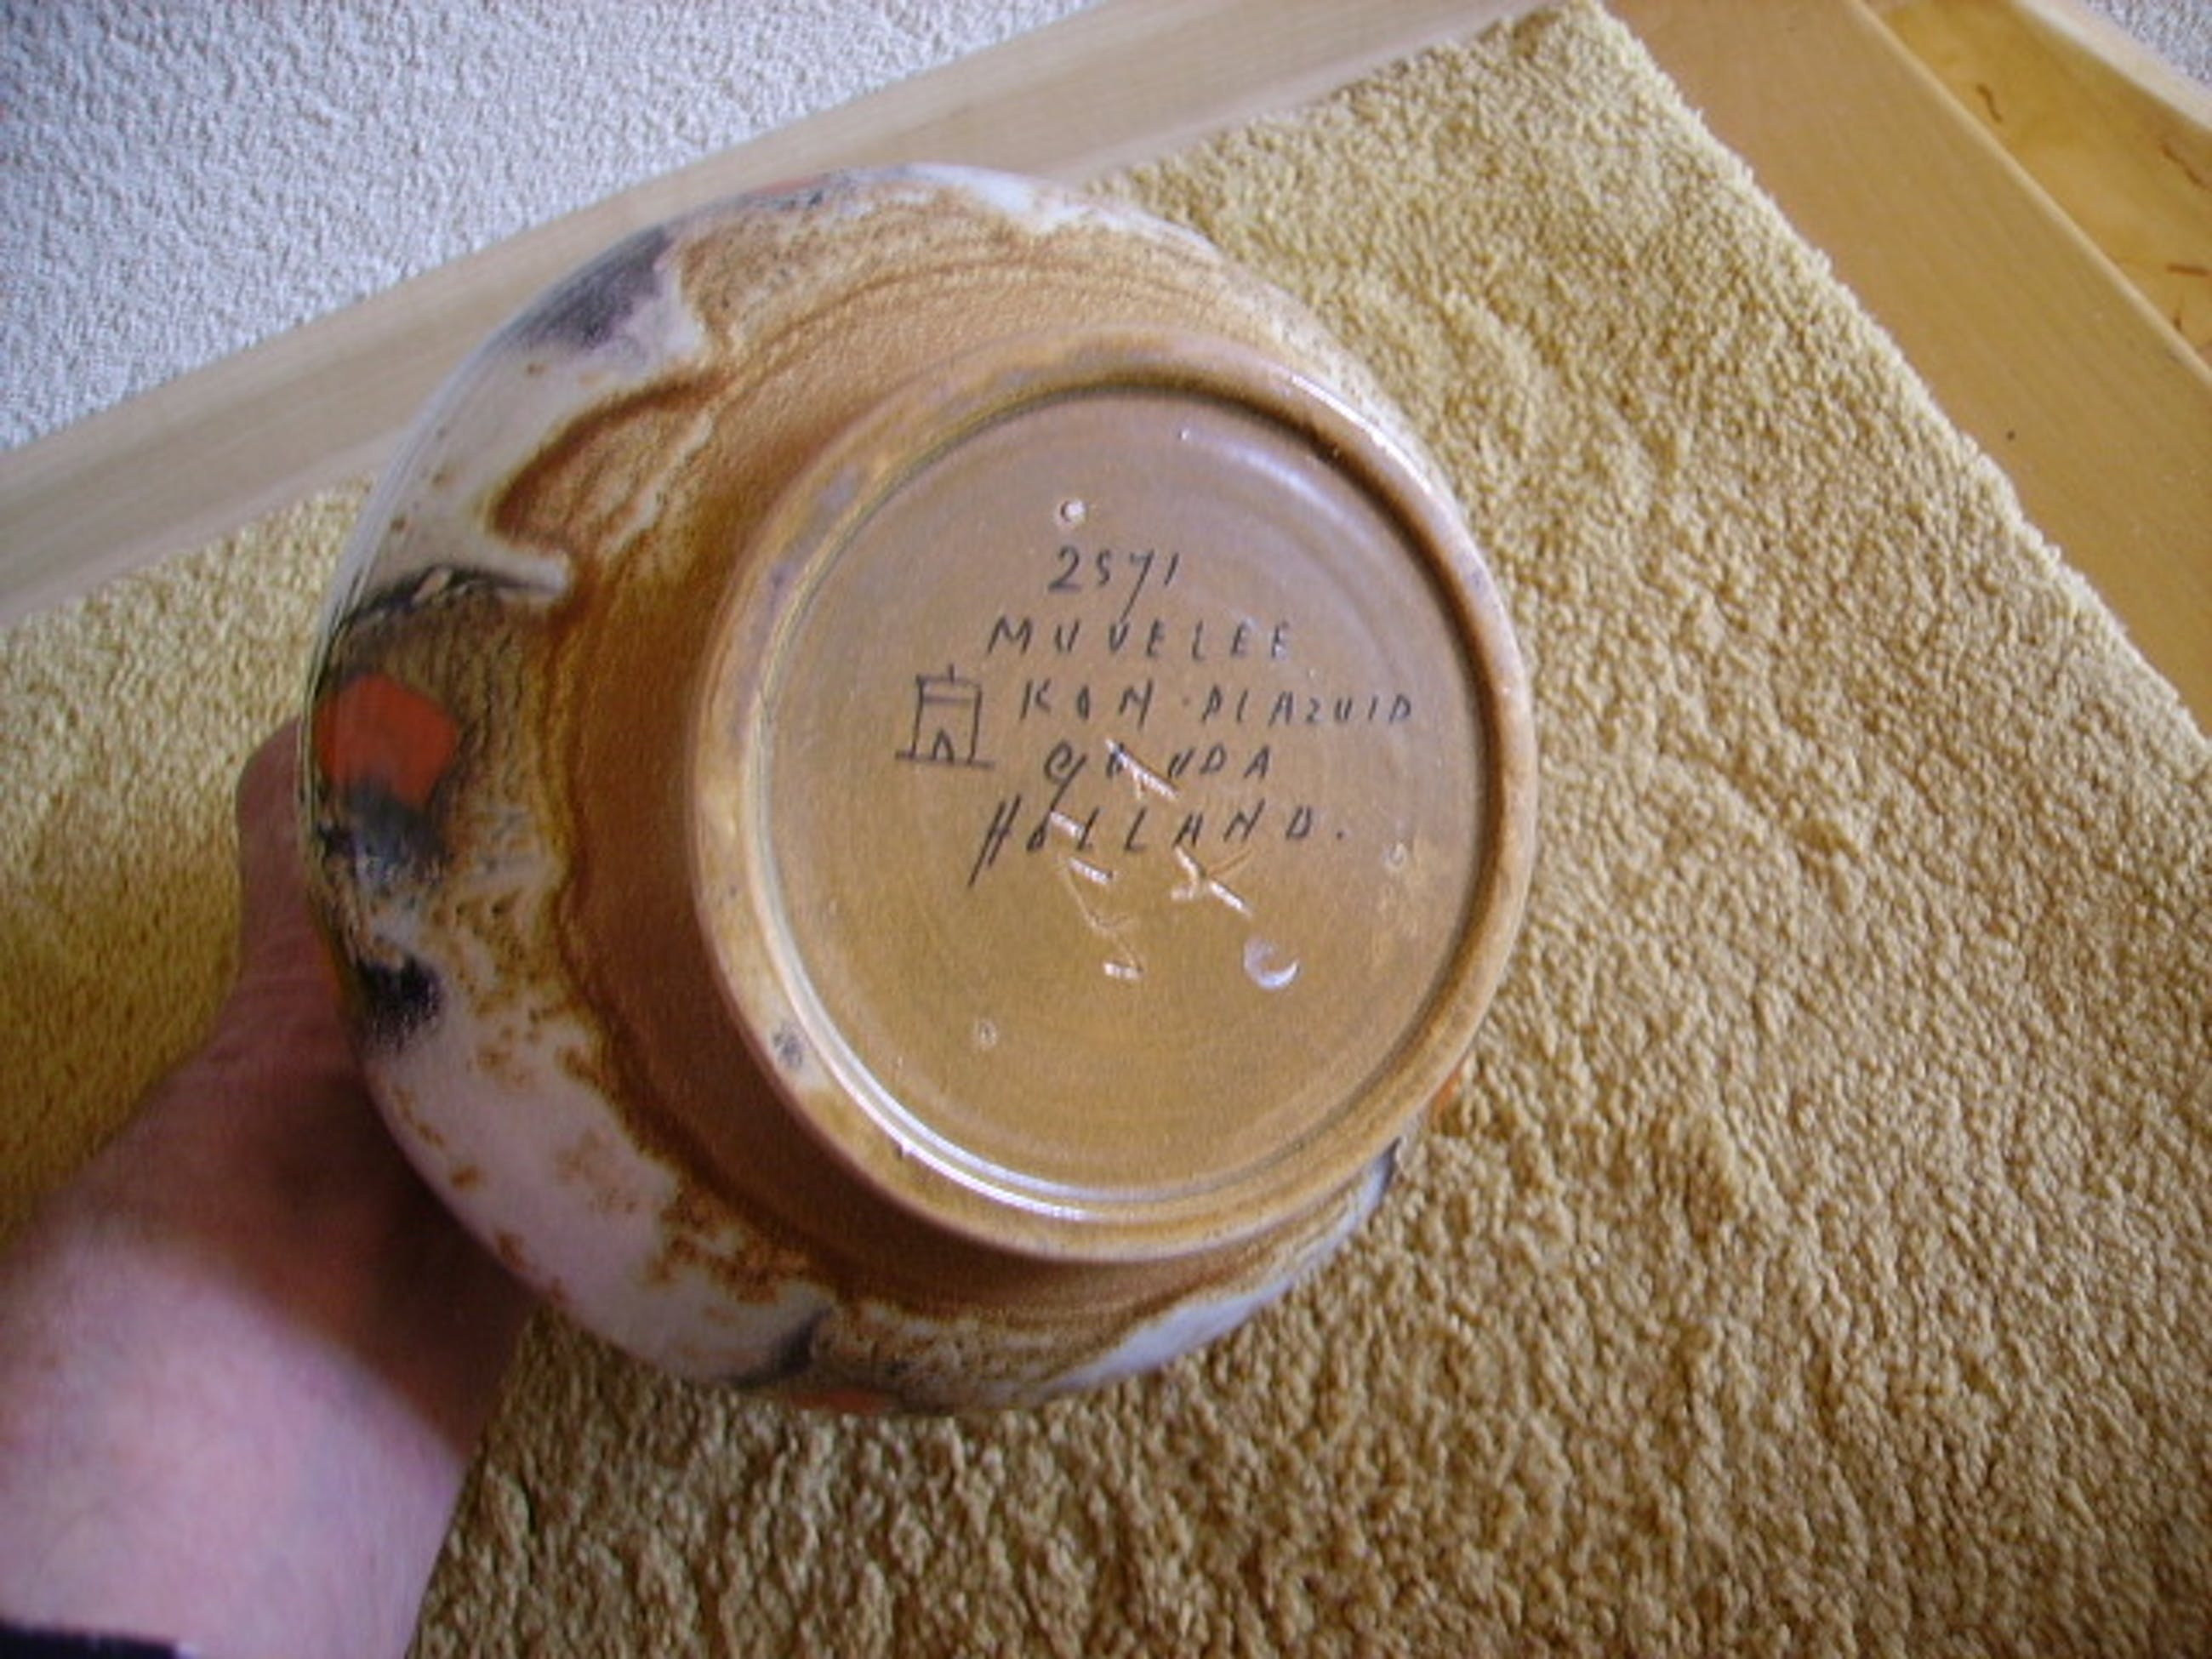 2571
MUVELEE
KON·PLAZUID
GOUDA
HOLLAND.